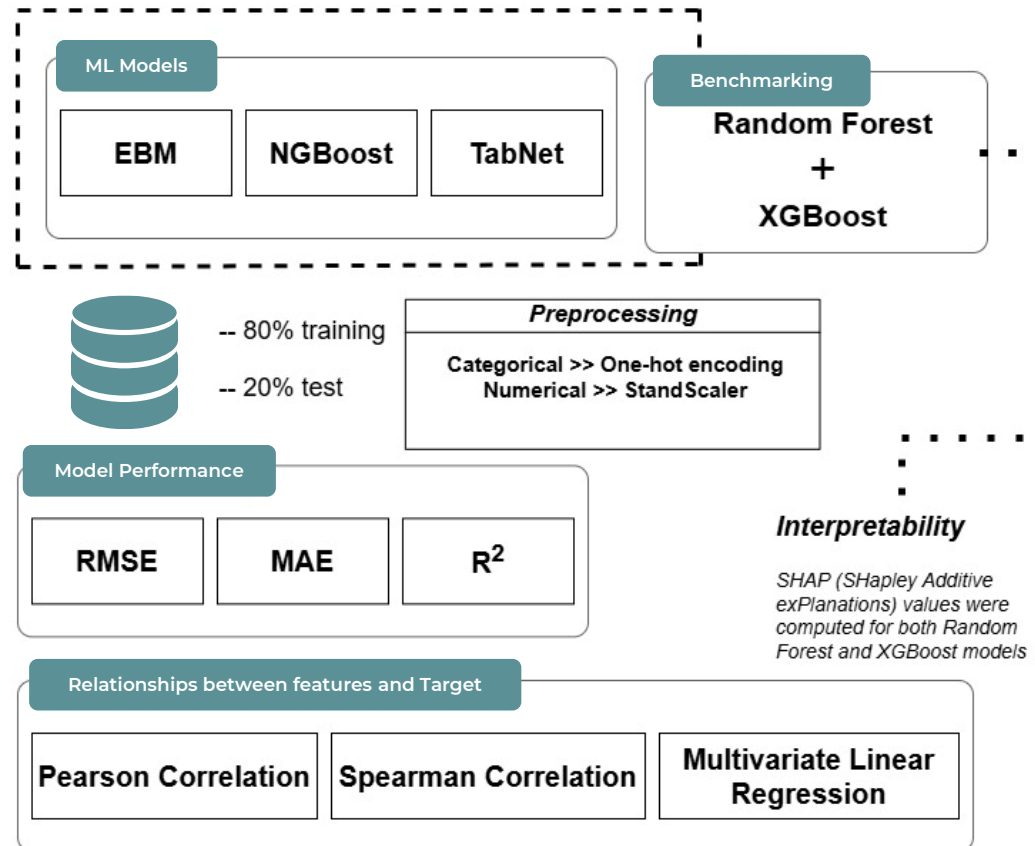 ML Models
EBM
NGBoost
TabNet
Benchmarking
Random Forest
+
XGBoost
-- 80% training
-- 20% test
Preprocessing
Categorical >> One-hot encoding
Numerical >> StandScaler
Model Performance
RMSE
MAE
R²
Interpretability
SHAP (SHapley Additive
exPlanations) values were
computed for both Random
Forest and XGBoost models
Relationships between features and Target
Pearson Correlation
Spearman Correlation
Multivariate Linear
Regression